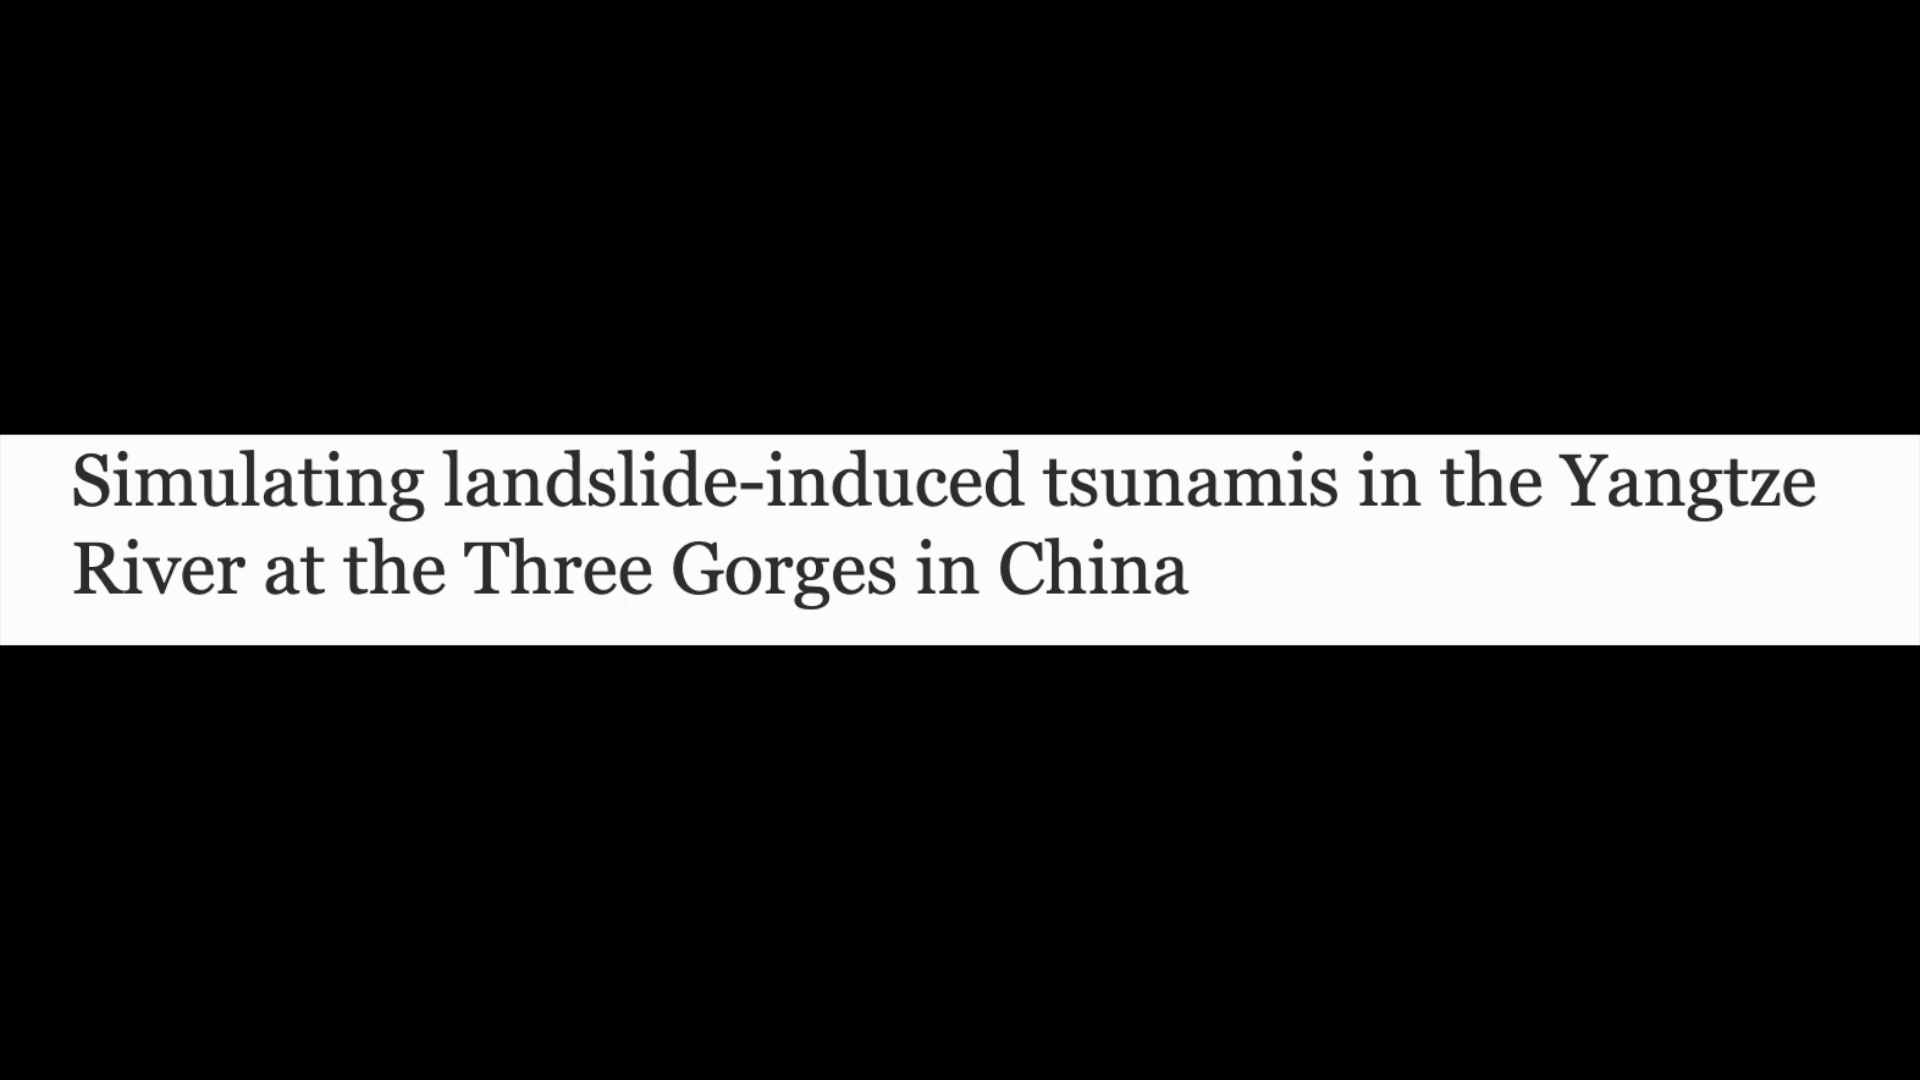 Simulating landslide-induced tsunamis in the Yangtze
River at the Three Gorges in China